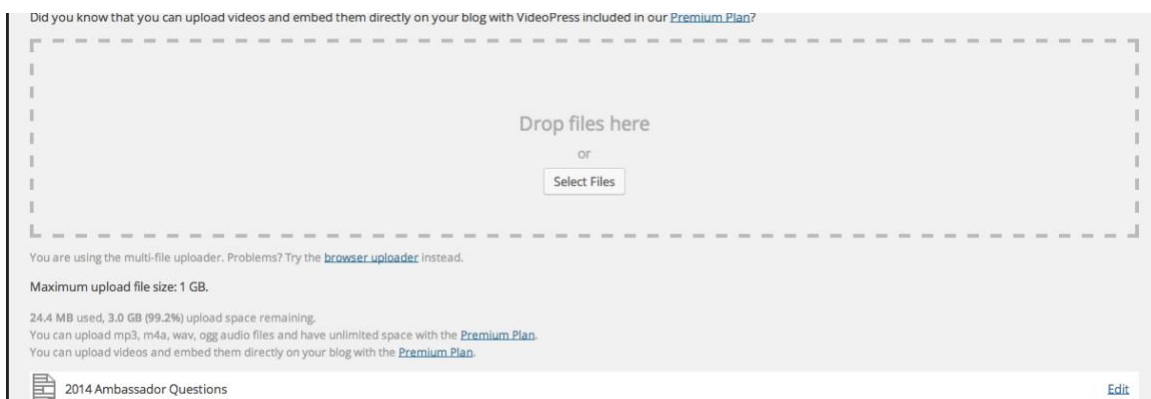 Did you know that you can upload videos and embed them directly on your blog with VideoPress included in our Premium Plan?
Drop files here
or
Select Files
You are using the multi-file uploader. Problems? Try the browser uploader instead.
Maximum upload file size: 1 GB.
24.4 MB used, 3.0 GB (99.2%) upload space remaining.
You can upload mp3, m4a, wav, ogg audio files and have unlimited space with the Premium Plan.
You can upload videos and embed them directly on your blog with the Premium Plan.
2014 Ambassador Questions Edit